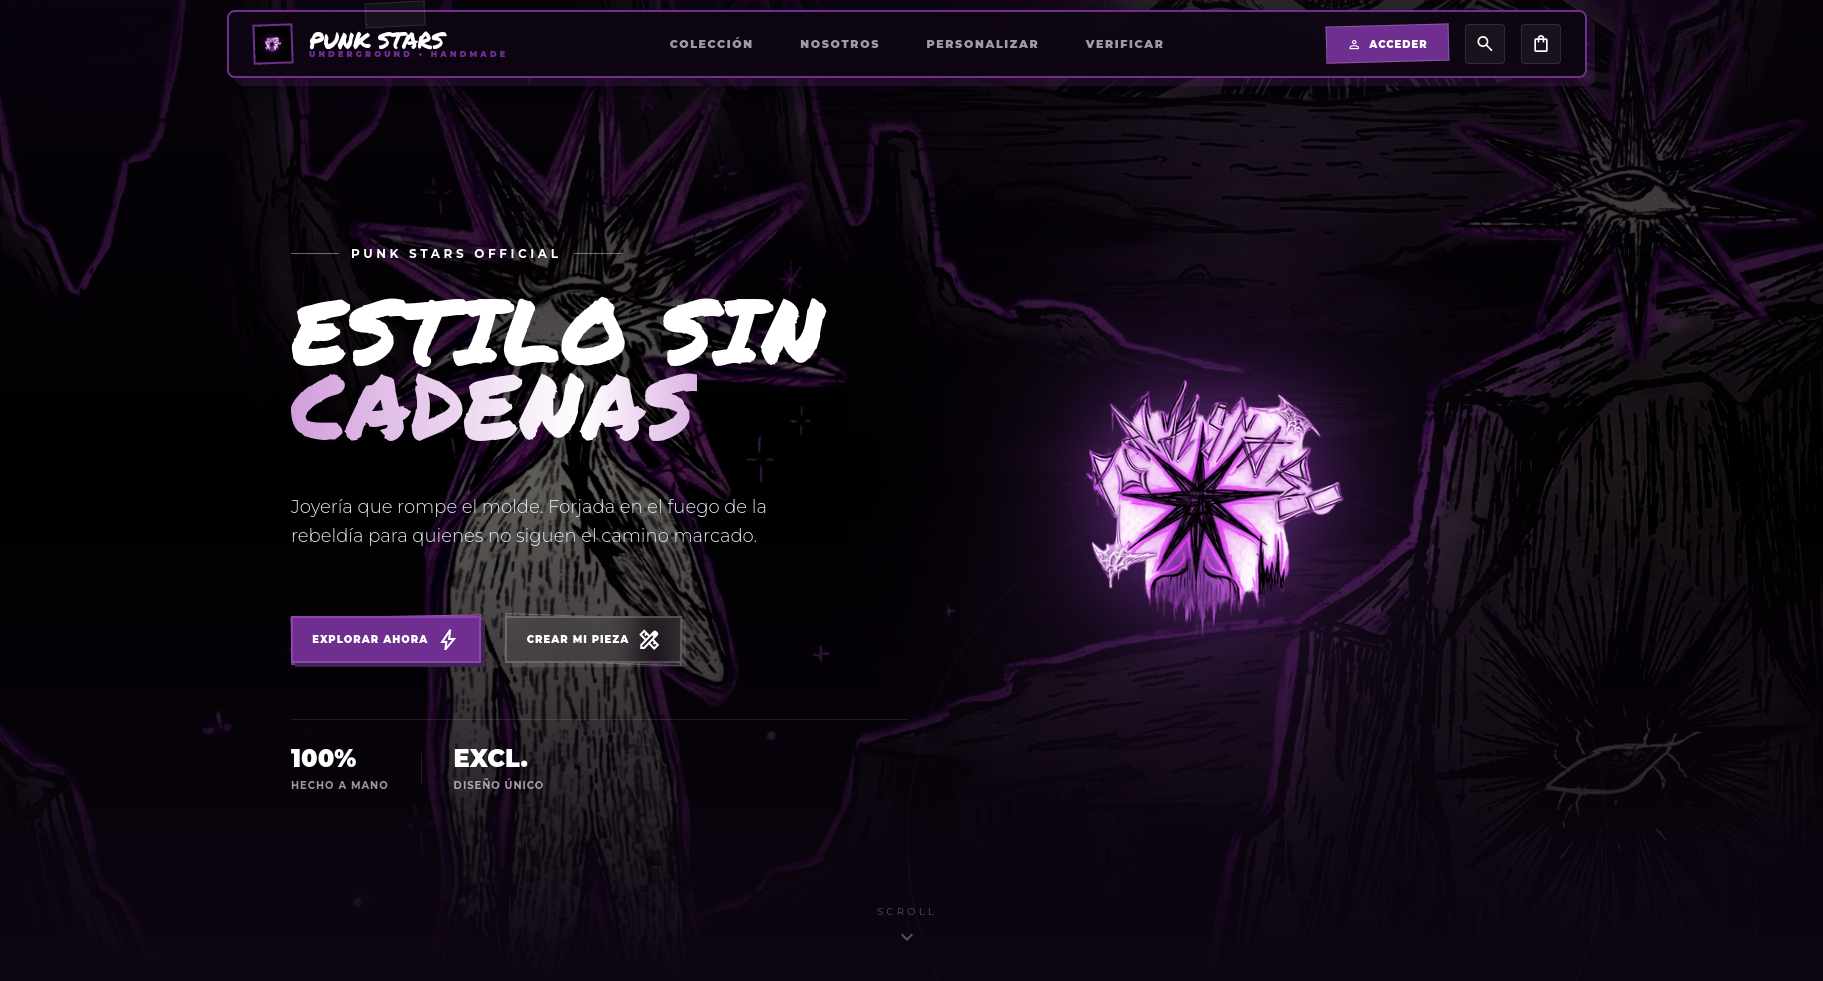 PUNK STARS
UNDERGROUND • HANDMADE
COLECCIÓN
NOSOTROS
PERSONALIZAR
VERIFICAR
ACCEDER
PUNK STARS OFFICIAL
ESTILO SIN
CADENAS
Joyería que rompe el molde. Forjada en el fuego de la
rebeldía para quienes no siguen el camino marcado.
EXPLORAR AHORA
CREAR MI PIEZA
100%
HECHO A MANO
EXCL.
DISEÑO ÚNICO
SCROLL